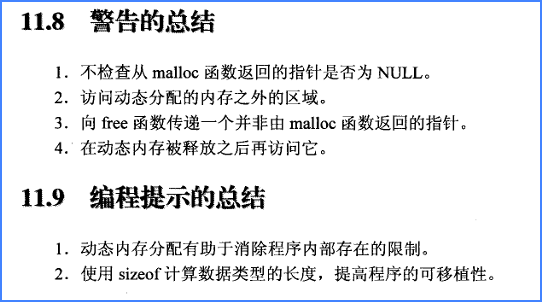 11.8 警告的总结
1．不检查从 malloc 函数返回的指针是否为 NULL。
2．访问动态分配的内存之外的区域。
3．向 free 函数传递一个并非由 malloc 函数返回的指针。
4．在动态内存被释放之后再访问它。
11.9 编程提示的总结
1．动态内存分配有助于消除程序内部存在的限制。
2．使用 sizeof 计算数据类型的长度，提高程序的可移植性。